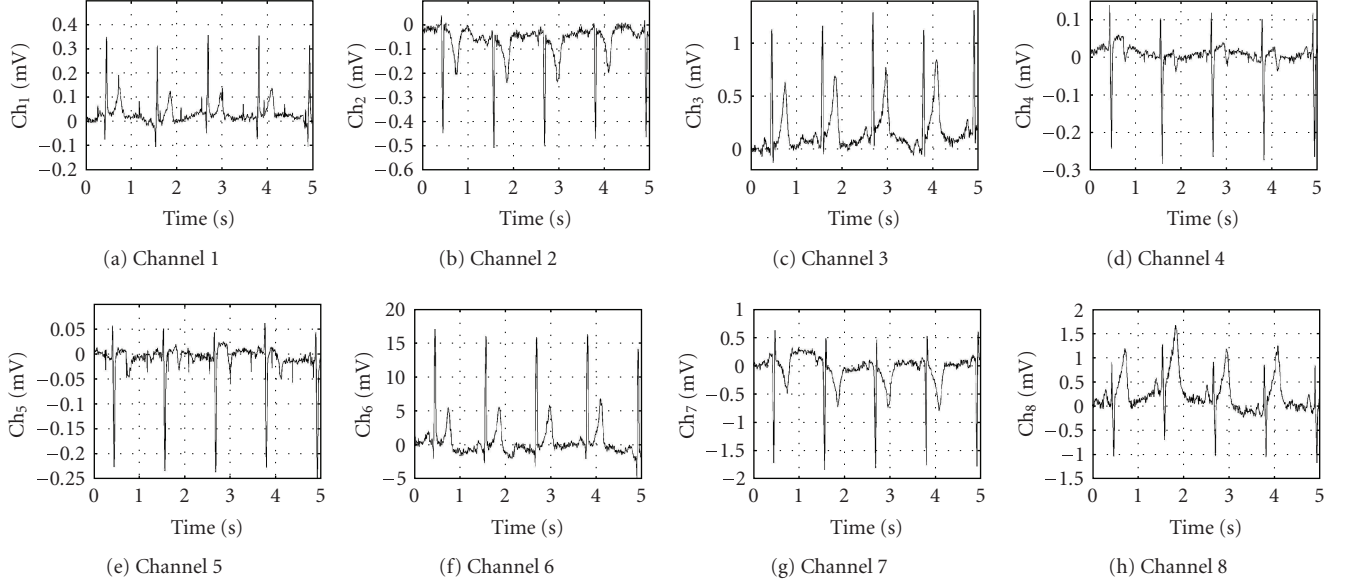 0.4
0.3
0.2
0.1
0
−0.1
−0.2
Ch1 (mV)
0 1 2 3 4 5
Time (s)
(a) Channel 1
0
−0.1
−0.2
−0.3
−0.4
−0.5
−0.6
Ch2 (mV)
0 1 2 3 4 5
Time (s)
(b) Channel 2
1
0.5
0
Ch3 (mV)
0 1 2 3 4 5
Time (s)
(c) Channel 3
0.1
0
−0.1
−0.2
−0.3
Ch4 (mV)
0 1 2 3 4 5
Time (s)
(d) Channel 4
0.05
0
−0.05
−0.1
−0.15
−0.2
−0.25
Ch5 (mV)
0 1 2 3 4 5
Time (s)
(e) Channel 5
20
15
10
5
0
−5
Ch6 (mV)
0 1 2 3 4 5
Time (s)
(f) Channel 6
1
0.5
0
−0.5
−1
−1.5
−2
Ch7 (mV)
0 1 2 3 4 5
Time (s)
(g) Channel 7
2
1.5
1
0.5
0
−0.5
−1
−1.5
Ch8 (mV)
0 1 2 3 4 5
Time (s)
(h) Channel 8